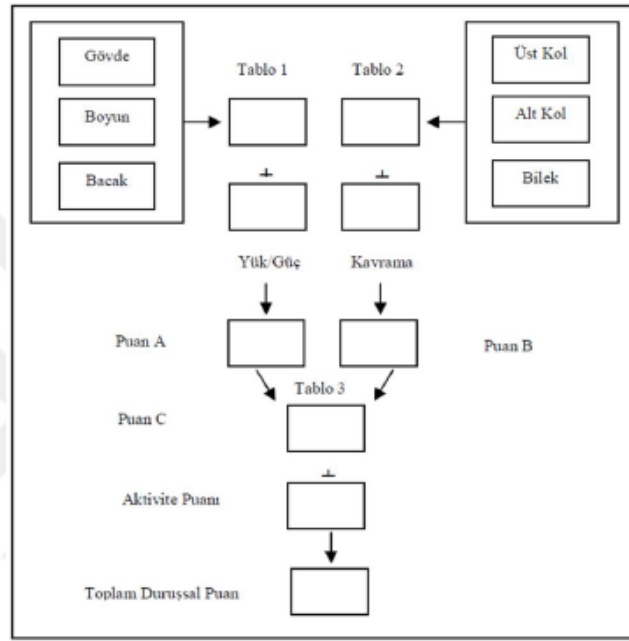 Gövde
Boyun
Bacak
Tablo 1
Tablo 2
Üst Kol
Alt Kol
Bilek
+
+
Yük/Güç
Kavrama
Puan A
Puan B
Tablo 3
Puan C
+
Aktivite Puanı
Toplam Duruşsal Puan